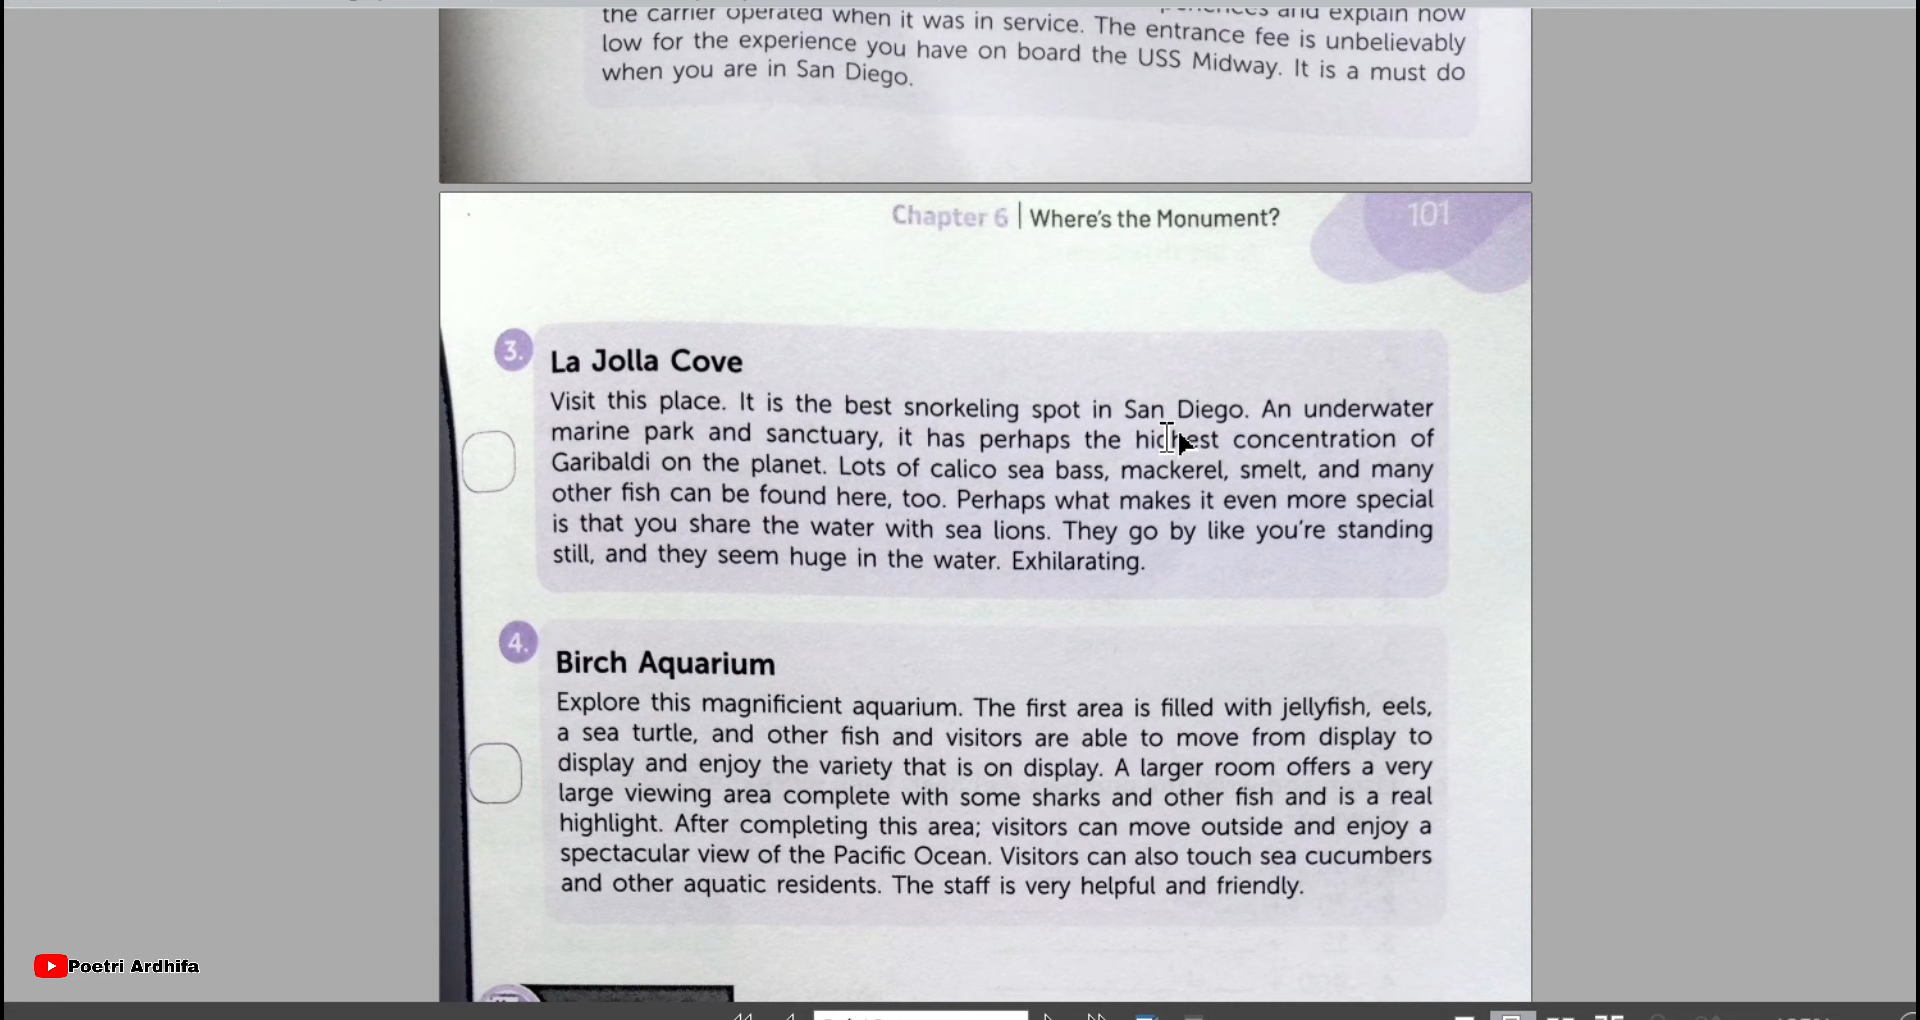 the carrier operated when it was in service. The entrance fee is unbelievably
and explain how
low for the experience you have on board the USS Midway. It is a must do
when you are in San Diego.
Chapter 6 | Where's the Monument?
101
3.
La Jolla Cove
Visit this place. It is the best snorkeling spot in San Diego. An underwater
marine park and sanctuary, it has perhaps the highest concentration of
Garibaldi on the planet. Lots of calico sea bass, mackerel, smelt, and many
other fish can be found here, too. Perhaps what makes it even more special
is that you share the water with sea lions. They go by like you're standing
still, and they seem huge in the water. Exhilarating.
4.
Birch Aquarium
Explore this magnificient aquarium. The first area is filled with jellyfish, eels,
a sea turtle, and other fish and visitors are able to move from display to
display and enjoy the variety that is on display. A larger room offers a very
large viewing area complete with some sharks and other fish and is a real
highlight. After completing this area; visitors can move outside and enjoy a
spectacular view of the Pacific Ocean. Visitors can also touch sea cucumbers
and other aquatic residents. The staff is very helpful and friendly.
Poetri Ardhifa